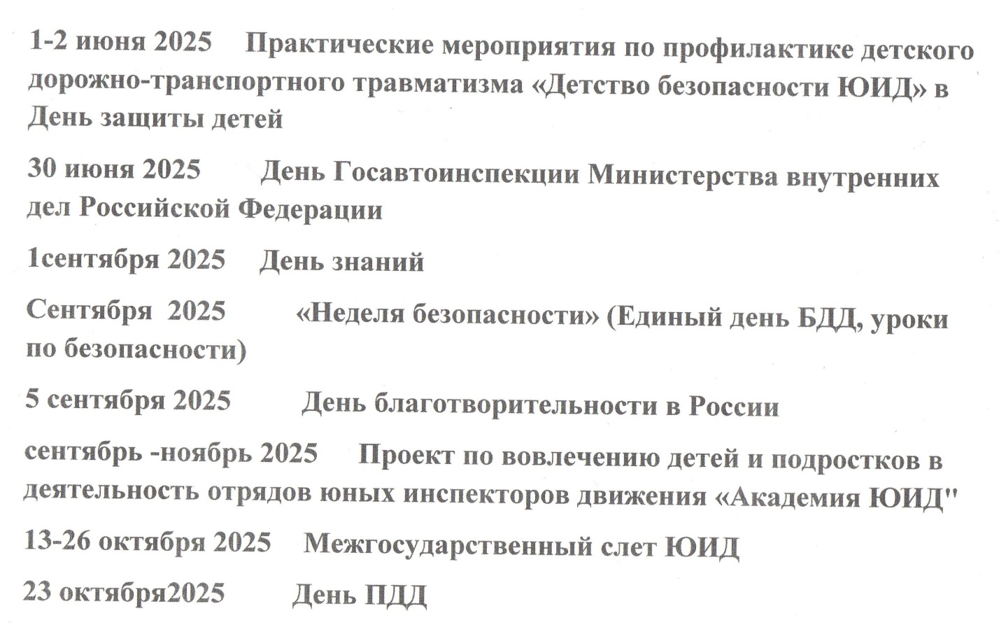 1-2 июня 2025 Практические мероприятия по профилактике детского
дорожно-транспортного травматизма «Детство безопасности ЮИД» в
День защиты детей
30 июня 2025 День Госавтоинспекции Министерства внутренних
дел Российской Федерации
1сентября 2025 День знаний
Сентября 2025 «Неделя безопасности» (Единый день БДД, уроки
по безопасности)
5 сентября 2025 День благотворительности в России
сентябрь -ноябрь 2025 Проект по вовлечению детей и подростков в
деятельность отрядов юных инспекторов движения «Академия ЮИД"
13-26 октября 2025 Межгосударственный слет ЮИД
23 октября2025 День ПДД